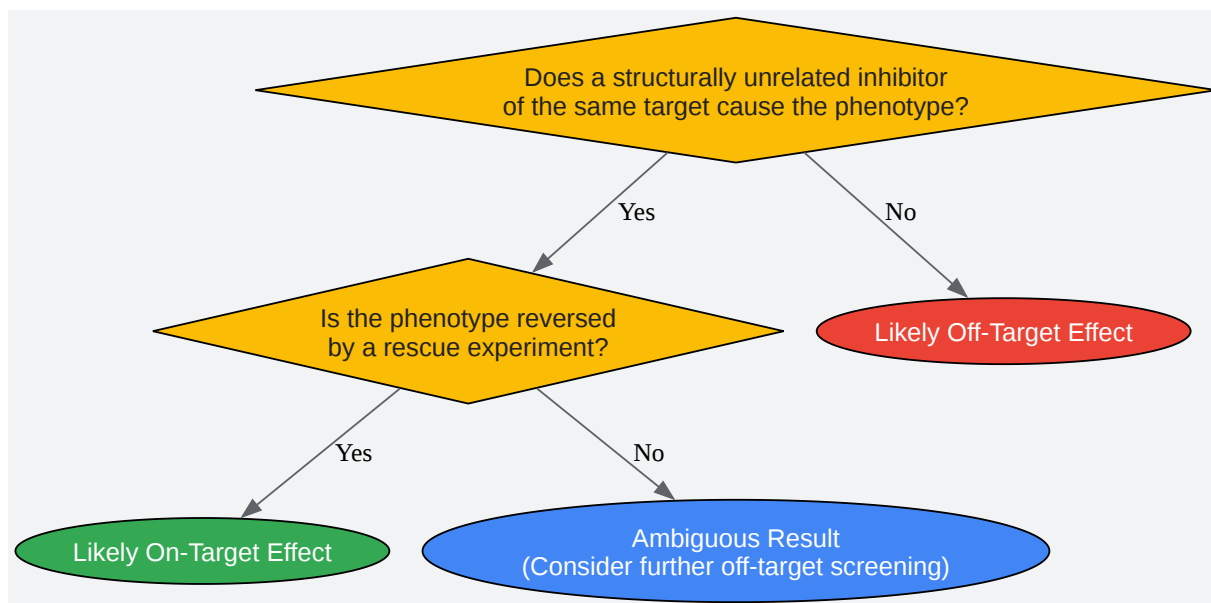 Does a structurally unrelated inhibitor
of the same target cause the phenotype?
Yes
No
Is the phenotype reversed
by a rescue experiment?
Likely Off-Target Effect
Yes
No
Likely On-Target Effect
Ambiguous Result
(Consider further off-target screening)